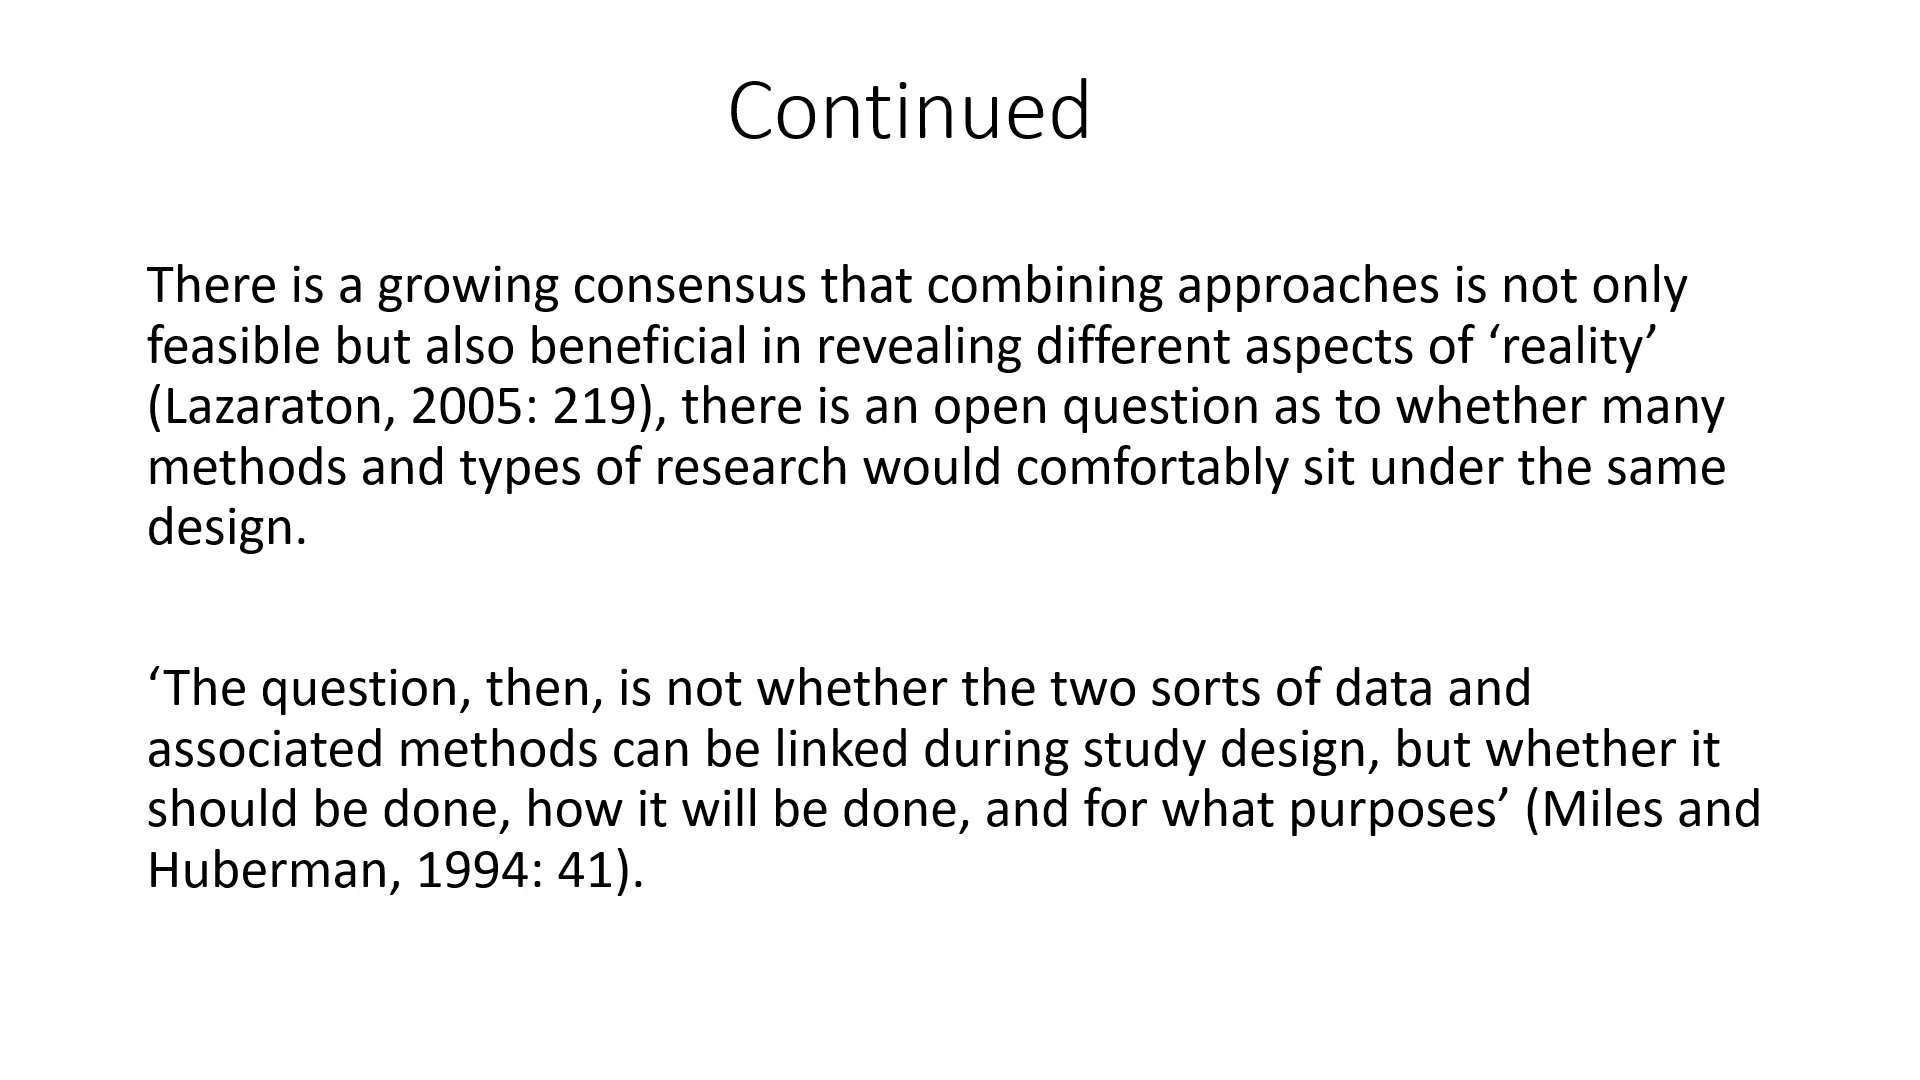 Continued
There is a growing consensus that combining approaches is not only
feasible but also beneficial in revealing different aspects of ‘reality’
(Lazaraton, 2005: 219), there is an open question as to whether many
methods and types of research would comfortably sit under the same
design.
‘The question, then, is not whether the two sorts of data and
associated methods can be linked during study design, but whether it
should be done, how it will be done, and for what purposes’ (Miles and
Huberman, 1994: 41).